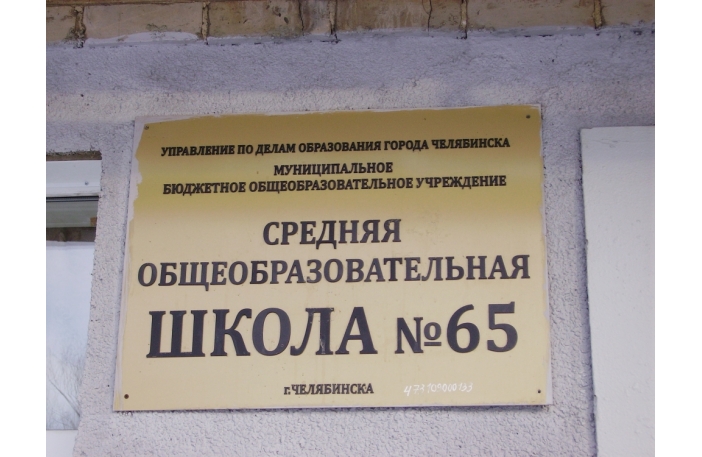 УПРАВЛЕНИЕ ПО ДЕЛАМ ОБРАЗОВАНИЯ ГОРОДА ЧЕЛЯБИНСКА
МУНИЦИПАЛЬНОЕ
БЮДЖЕТНОЕ ОБЩЕОБРАЗОВАТЕЛЬНОЕ УЧРЕЖДЕНИЕ
СРЕДНЯЯ
ОБЩЕОБРАЗОВАТЕЛЬНАЯ
ШКОЛА №65
г.ЧЕЛЯБИНСКА